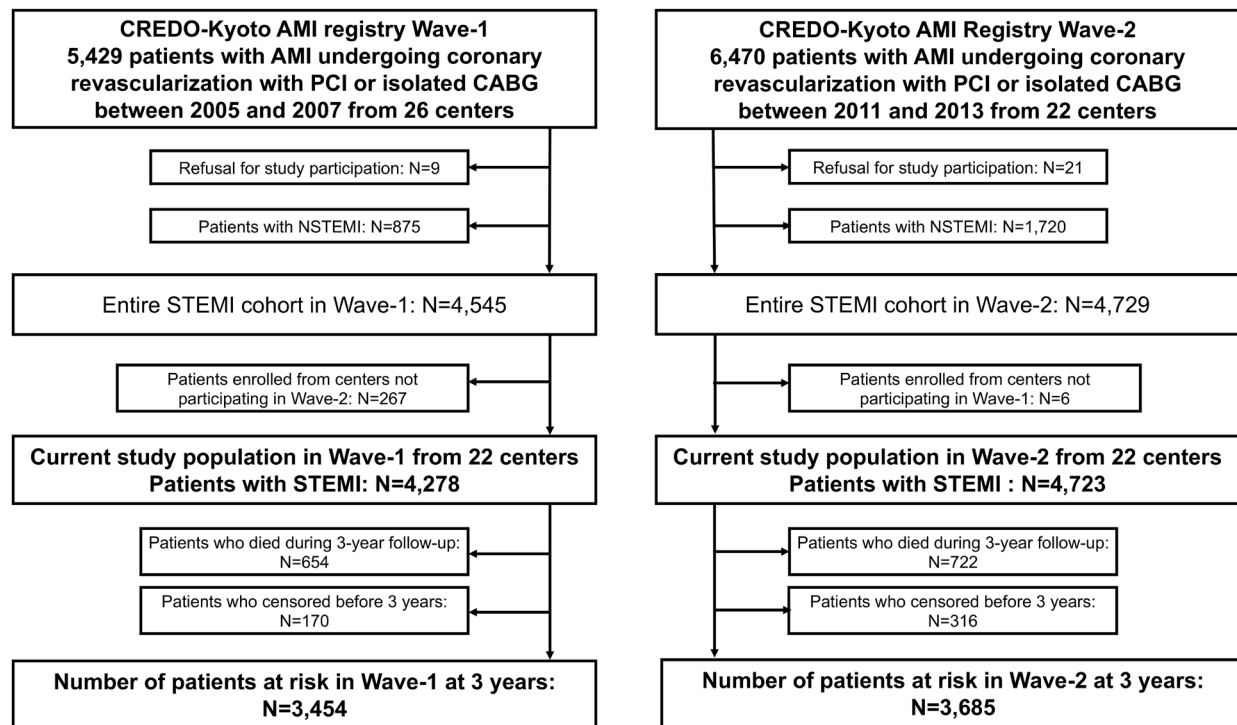 CREDO-Kyoto AMI registry Wave-1
5,429 patients with AMI undergoing coronary
revascularization with PCI or isolated CABG
between 2005 and 2007 from 26 centers
Refusal for study participation: N=9
Patients with NSTEMI: N=875
Entire STEMI cohort in Wave-1: N=4,545
Patients enrolled from centers not
participating in Wave-2: N=267
Current study population in Wave-1 from 22 centers
Patients with STEMI: N=4,278
Patients who died during 3-year follow-up:
N=654
Patients who censored before 3 years:
N=170
Number of patients at risk in Wave-1 at 3 years:
N=3,454
CREDO-Kyoto AMI Registry Wave-2
6,470 patients with AMI undergoing coronary
revascularization with PCI or isolated CABG
between 2011 and 2013 from 22 centers
Refusal for study participation: N=21
Patients with NSTEMI: N=1,720
Entire STEMI cohort in Wave-2: N=4,729
Patients enrolled from centers not
participating in Wave-1: N=6
Current study population in Wave-2 from 22 centers
Patients with STEMI : N=4,723
Patients who died during 3-year follow-up:
N=722
Patients who censored before 3 years:
N=316
Number of patients at risk in Wave-2 at 3 years:
N=3,685